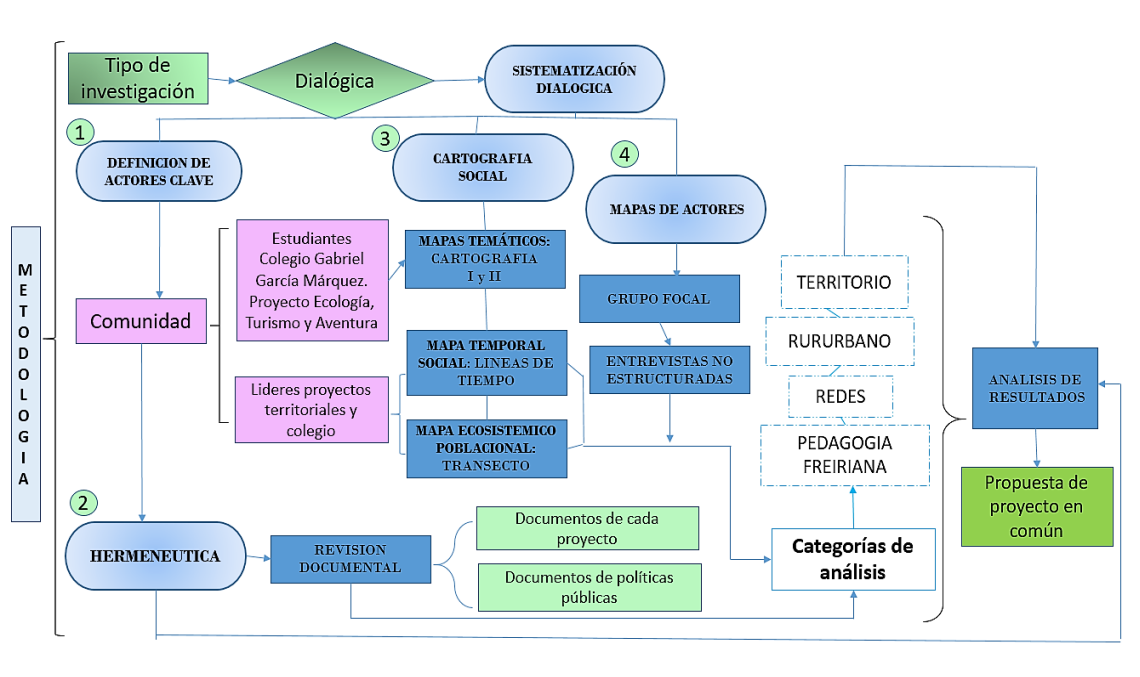 METODOLOGIA
Tipo de
investigación
Dialógica
SISTEMATIZACIÓN
DIALOGICA
1
DEFINICION DE
ACTORES CLAVE
3
CARTOGRAFIA
SOCIAL
4
MAPAS DE ACTORES
Comunidad
Estudiantes
Colegio Gabriel
García Márquez.
Proyecto Ecología,
Turismo y Aventura
Lideres proyectos
territoriales y
colegio
MAPAS TEMÁTICOS:
CARTOGRAFIA
I y II
MAPA TEMPORAL
SOCIAL: LINEAS DE
TIEMPO
MAPA ECOSISTEMICO
POBLACIONAL:
TRANSECTO
GRUPO FOCAL
ENTREVISTAS NO
ESTRUCTURADAS
TERRITORIO
RURURBANO
REDES
PEDAGOGIA
FREIRIANA
Categorías de
análisis
ANALISIS DE
RESULTADOS
Propuesta de
proyecto en
común
2
HERMENEUTICA
REVISION
DOCUMENTAL
Documentos de cada
proyecto
Documentos de políticas
públicas